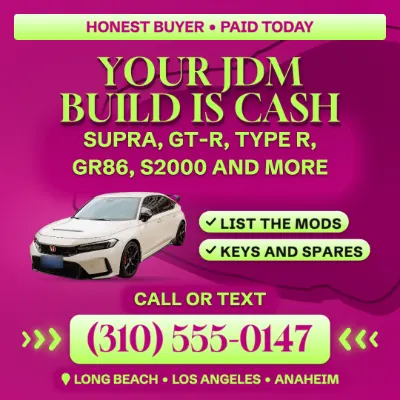 HONEST BUYER • PAID TODAY
YOUR JDM
BUILD IS CASH
SUPRA, GT-R, TYPE R,
GR86, S2000 AND MORE
LIST THE MODS
KEYS AND SPARES
CALL OR TEXT
(310) 555-0147
LONG BEACH • LOS ANGELES • ANAHEIM